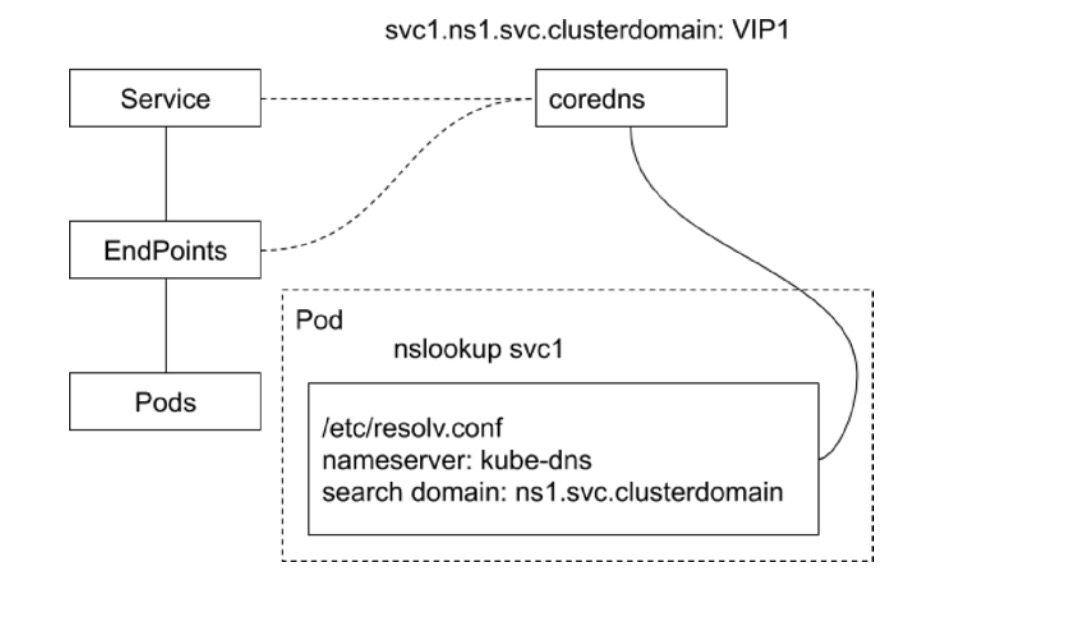 svc1.ns1.svc.clusterdomain: VIP1
Service
coredns
EndPoints
Pod
nslookup svc1
Pods
/etc/resolv.conf
nameserver: kube-dns
search domain: ns1.svc.clusterdomain